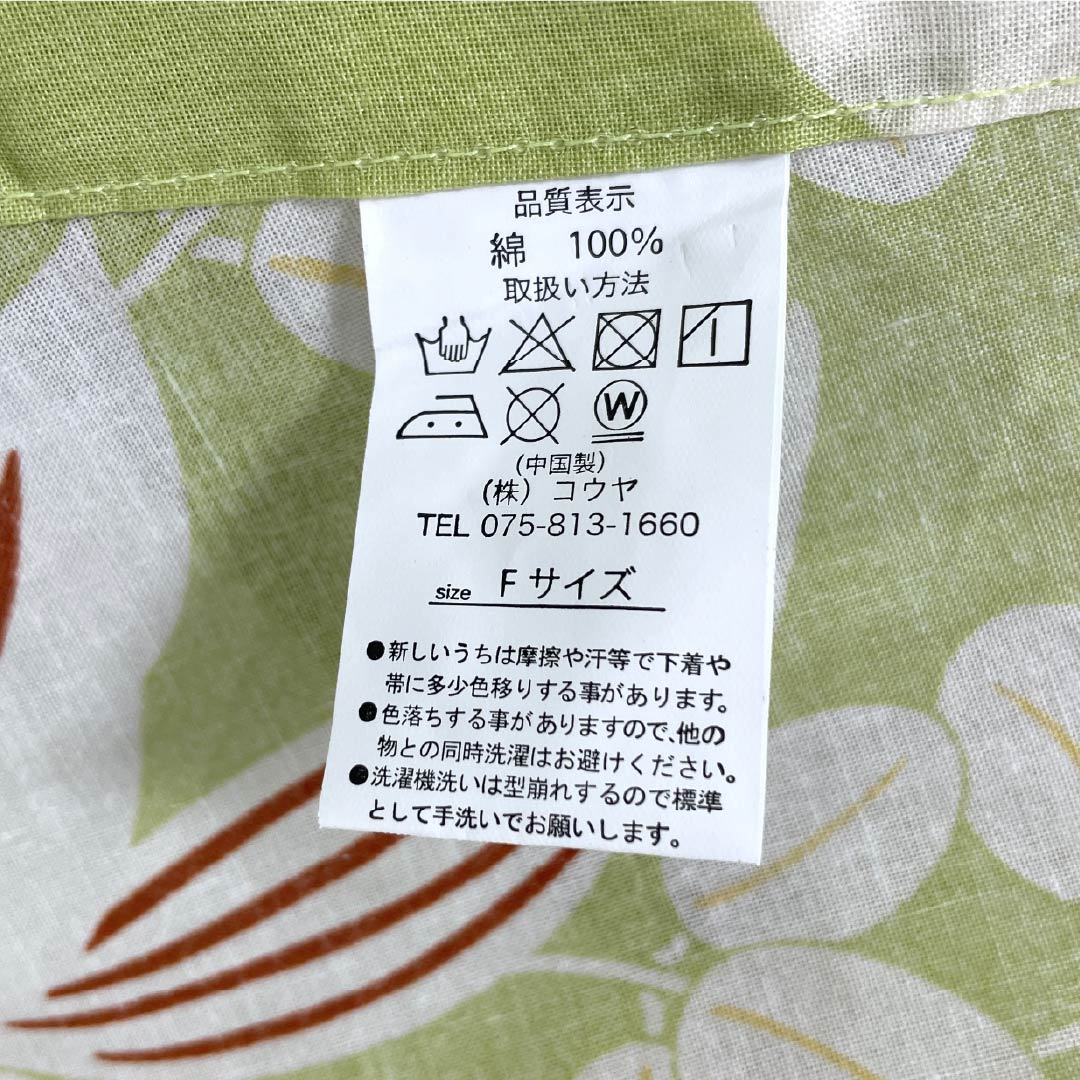 品質表示
綿 100%
取扱い方法
W
(中国製)
(株) コウヤ
TEL 075-813-1660
size Fサイズ
●新しいうちは摩擦や汗等で下着や
帯に多少色移りする事があります。
●色落ちする事がありますので、他の
物との同時洗濯はお避けください。
●洗濯機洗いは型崩れするので標準
として手洗いでお願いします。